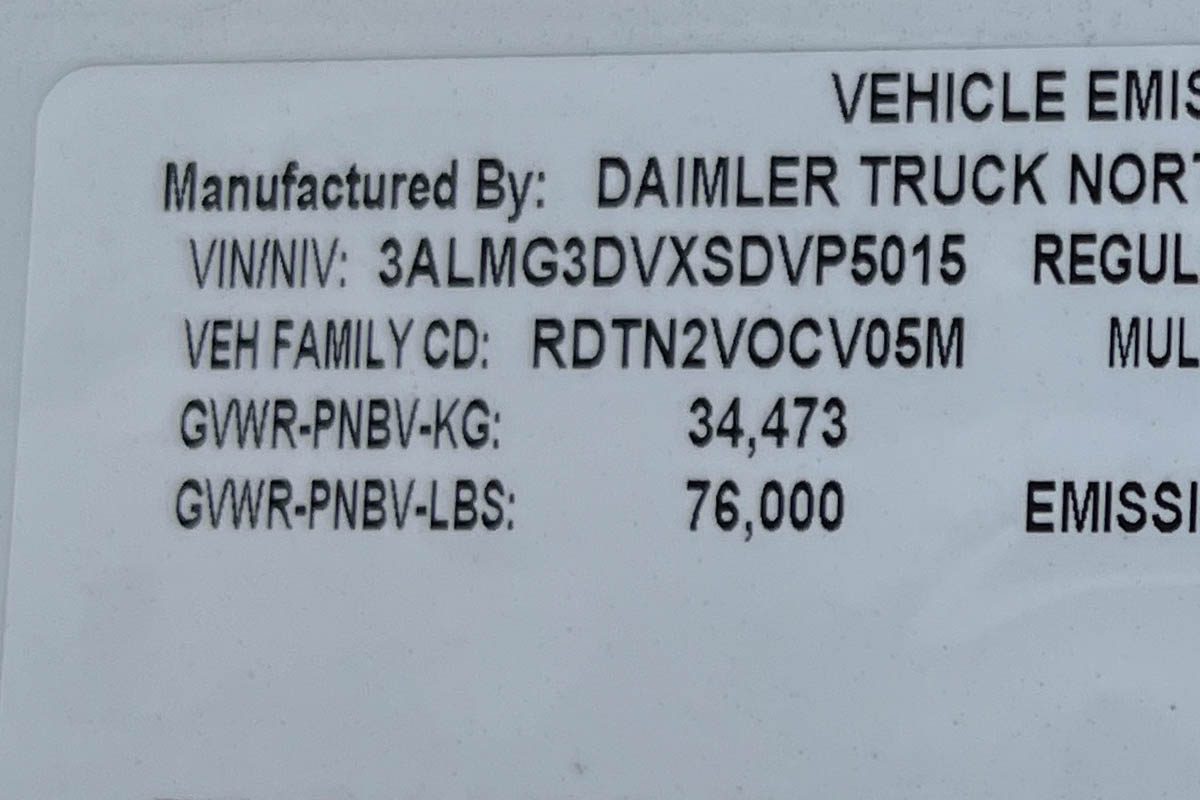 VEHICLE EMIS
Manufactured By: DAIMLER TRUCK NORT
VIN/NIV: 3ALMG3DVXSDVP5015 REGUL
VEH FAMILY CD: RDTN2VOCV05M MUL
GVWR-PNBV-KG: 34,473
GVWR-PNBV-LBS: 76,000 EMISSI